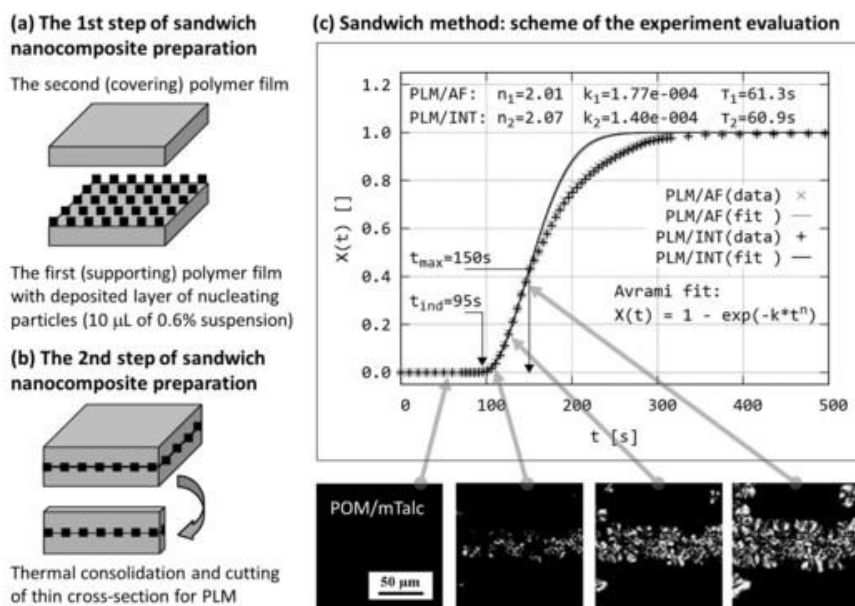 (a) The 1st step of sandwich
nanocomposite preparation
The second (covering) polymer film
The first (supporting) polymer film
with deposited layer of nucleating
particles (10 μL of 0.6% suspension)
(b) The 2nd step of sandwich
nanocomposite preparation
Thermal consolidation and cutting
of thin cross-section for PLM
(c) Sandwich method: scheme of the experiment evaluation
PLM/AF: n1=2.01 k1=1.77e-004 T1=61.3s
PLM/INT: n2=2.07 k2=1.40e-004 T2=60.9s
1.2
1.0
0.8
0.6
0.4
0.2
0.0
X(t) []
PLM/AF(data)
PLM/AF(fit )
PLM/INT(data)
PLM/INT(fit )
tmax=150s
tind=95s
Avrami fit:
X(t) = 1 - exp(-k*t^n)
0 100 200 300 400 500
t [s]
POM/mTalc
50 μm